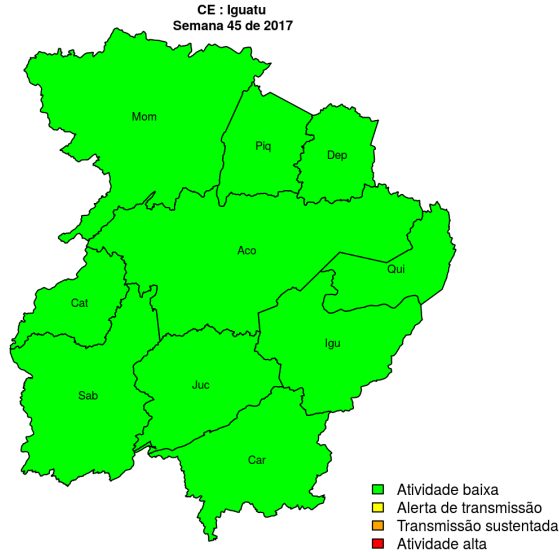 CE : Iguatu
Semana 45 de 2017
Mom
Piq
Dep
Aco
Qui
Cat
Igu
Sab
Juc
Car
Atividade baixa
Alerta de transmissão
Transmissão sustentada
Atividade alta